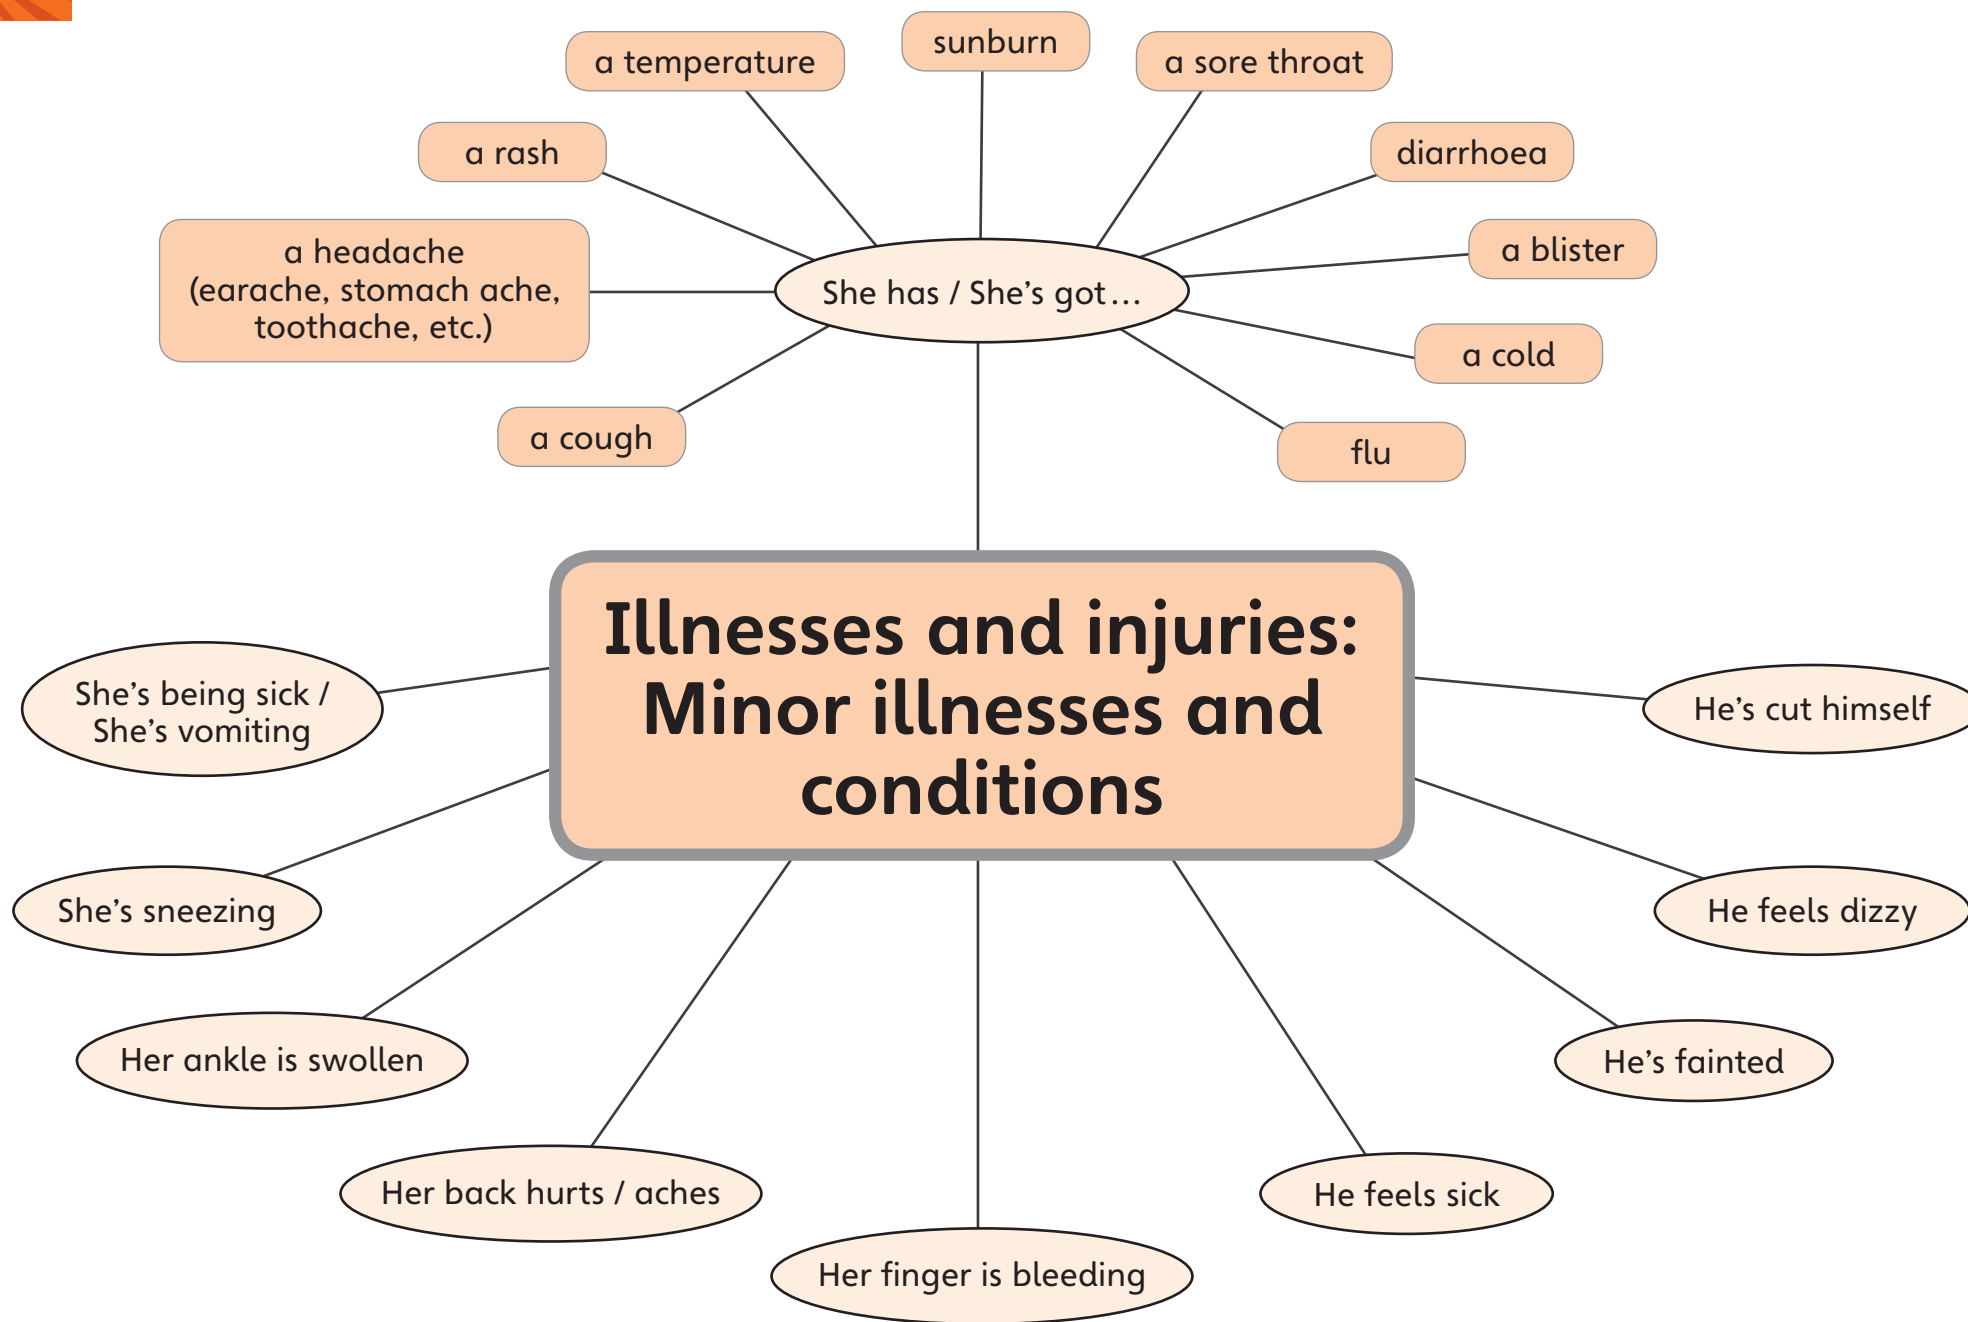 sunburn
a temperature
a sore throat
a rash
diarrhoea
a headache
(earache, stomach ache,
toothache, etc.)
a blister
She has / She’s got…
a cold
a cough
flu
Illnesses and injuries:
Minor illnesses and
conditions
She’s being sick /
She’s vomiting
He’s cut himself
She’s sneezing
He feels dizzy
Her ankle is swollen
He’s fainted
Her back hurts / aches
He feels sick
Her finger is bleeding